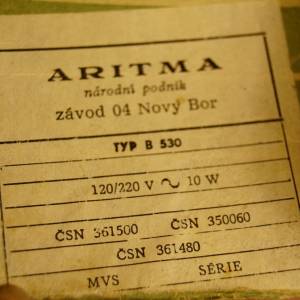 ARITMA
národní podnik
závod 04 Nový Bor
TYP B 530
120/220 V ~ 10 W
ČSN 361500 ČSN 350060
ČSN 361480
MVS SÉRIE